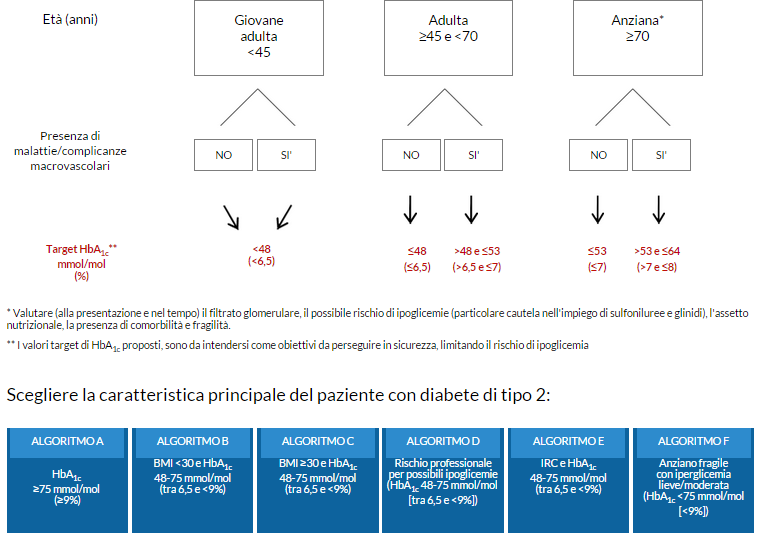 Età (anni)
Giovane
adulta
<45
Adulta
≥45 e <70
Anziana*
≥70
Presenza di
malattie/complicanze
macrovascolari
NO
SI'
NO
SI'
NO
SI'
Target HbA1c**
mmol/mol
(%)
<48
(<6,5)
≤48
(≤6,5)
>48 e ≤53
(>6,5 e ≤7)
≤53
(≤7)
>53 e ≤64
(>7 e ≤8)
* Valutare (alla presentazione e nel tempo) il filtrato glomerulare, il possibile rischio di ipoglicemie (particolare cautela nell'impiego di sulfoniluree e glinidi), l'assetto
nutrizionale, la presenza di comorbilità e fragilità.
** I valori target di HbA1c proposti, sono da intendersi come obiettivi da perseguire in sicurezza, limitando il rischio di ipoglicemia
Scegliere la caratteristica principale del paziente con diabete di tipo 2:
ALGORITMO A
HbA1c
≥75 mmol/mol
(≥9%)
ALGORITMO B
BMI <30 e HbA1c
48-75 mmol/mol
(tra 6,5 e <9%)
ALGORITMO C
BMI ≥30 e HbA1c
48-75 mmol/mol
(tra 6,5 e <9%)
ALGORITMO D
Rischio professionale
per possibili ipoglicemie
(HbA1c 48-75 mmol/mol
[tra 6,5 e <9%])
ALGORITMO E
IRC e HbA1c
48-75 mmol/mol
(tra 6,5 e <9%)
ALGORITMO F
Anziano fragile
con iperglicemia
lieve/moderata
(HbA1c <75 mmol/mol
[<9%])